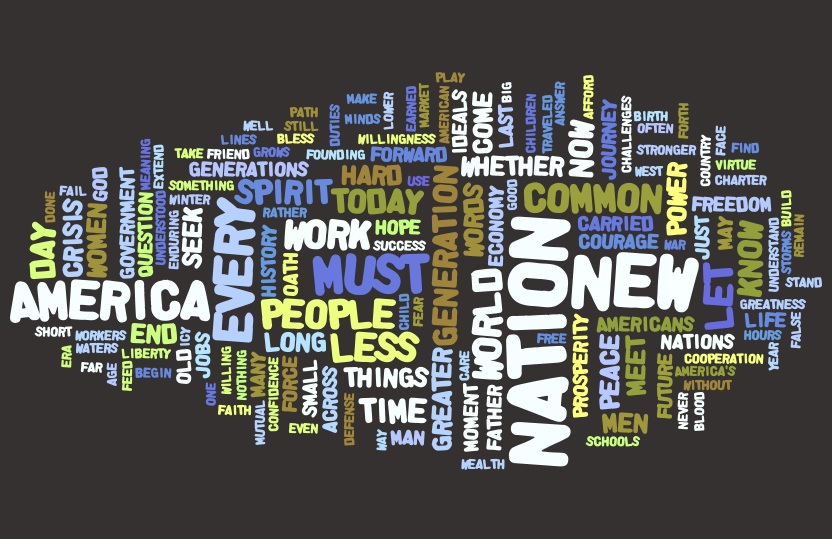 PLAY
MAKE
LOWER
EARNED
MARKET
AMERICAN
IDEALS
COME
LAST
BIG
CHILDREN
TRAVELED
ANSWER
NOW
AFFORD
JOURNEY
CHALLENGES
BIRTH
FORTH
PATH
DUTIES
MINDS
WELL
STILL
OFTEN
LINES
BLESS
WILLINGNESS
STRONGER
COUNTRY
FACE
FIND
TAKE
FRIEND
GROWS
FOUNDING
FORWARD
WHETHER
WEST
VIRTUE
MEANING
EXTEND
GENERATIONS
HARD
USE
POWER
CHARTER
GOD
GOVERNMENT
SOMETHING
SPIRIT
TODAY
GENERATION
WORDS
GOOD
COMMON
FREEDOM
DONE
FAIL
CRISIS
WOMEN
QUESTION
UNDERSTOOD
ENDURING
WINTER
SEEK
EVERY
RATHER
ECONOMY
CARRIED
JUST
MAY
KNOW
UNDERSTAND
STORMS
BUILD
REMAIN
DAY
HISTORY
WORK
HOPE
SUCCESS
COURAGE
WAR
OATH
MUST
WORLD
NATION
NEW
LET
STAND
AMERICA
PEOPLE
CHILD
FEAR
GREATNESS
SHORT
WORKERS
END
LONG
LESS
FREE
PROSPERITY
AMERICANS
LIFE
FALSE
ERA
WATERS
LIBERTY
ICY
OLD
JOBS
PEACE
MEET
NATIONS
HOURS
YEAR
FAR
AGE
FEED
BEGIN
WILLING
NOTHING
MANY
CONFIDENCE
FORCE
SMALL
ACROSS
THINGS
GREATER
CARE
COOPERATION
FUTURE
AMERICA'S
WITHOUT
ONE
FAITH
MUTUAL
EVEN
DEFENSE
TIME
MOMENT
FATHER
MEN
NEVER
BLOOD
WAY
MAN
SCHOOLS
WEALTH